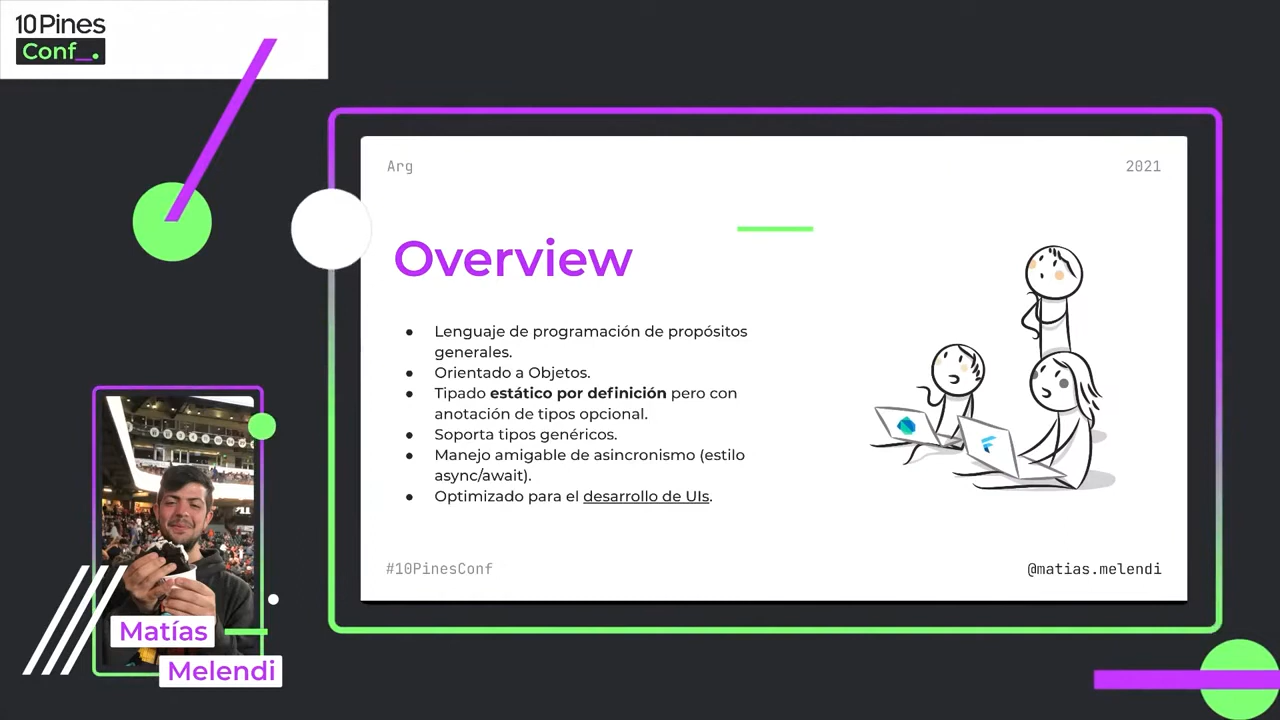 10Pines
Conf_.
Arg
2021
Overview
● Lenguaje de programación de propósitos
generales.
● Orientado a Objetos.
● Tipado estático por definición pero con
anotación de tipos opcional.
● Soporta tipos genéricos.
● Manejo amigable de asincronismo (estilo
async/await).
● Optimizado para el desarrollo de UIs.
#10PinesConf
@matias.melendi
Matías
Melendi